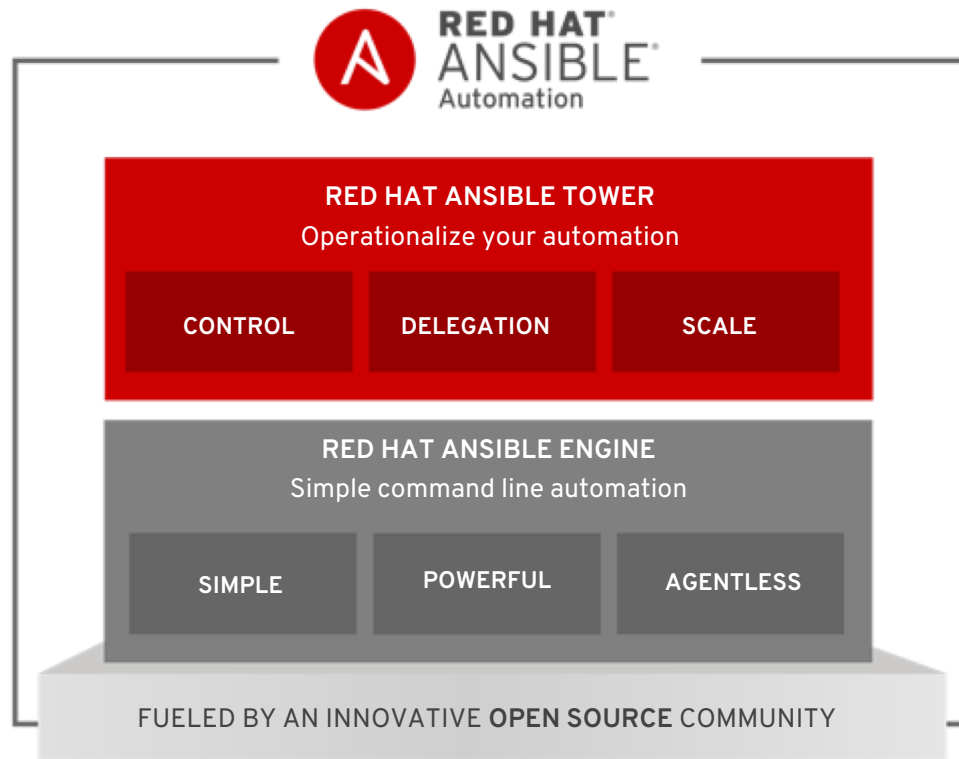 RED HAT®
ANSIBLE®
Automation
RED HAT ANSIBLE TOWER
Operationalize your automation
CONTROL
DELEGATION
SCALE
RED HAT ANSIBLE ENGINE
Simple command line automation
SIMPLE
POWERFUL
AGENTLESS
FUELED BY AN INNOVATIVE OPEN SOURCE COMMUNITY